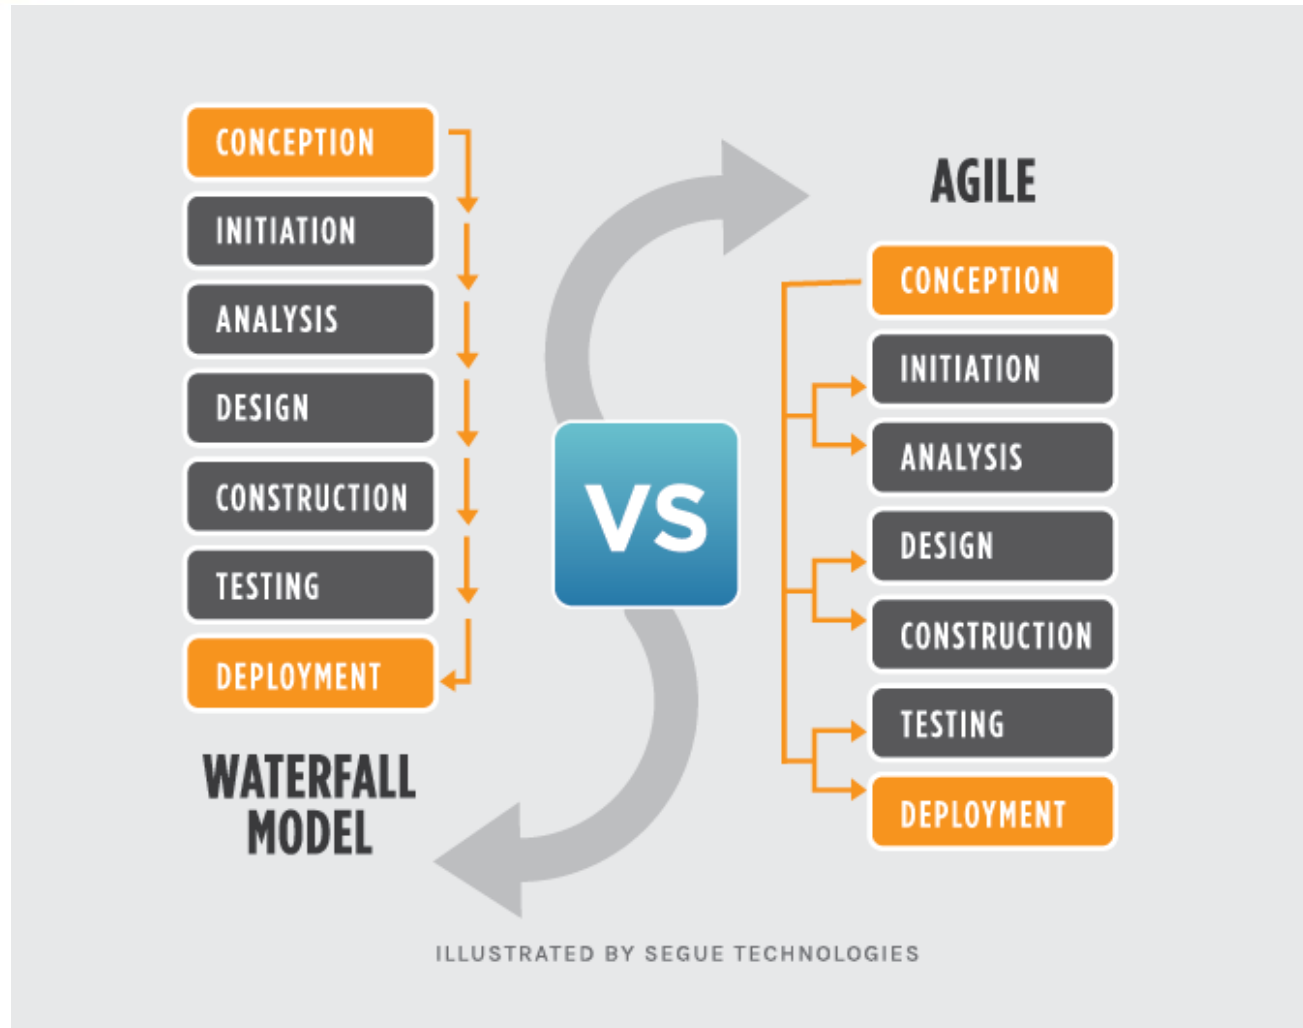 CONCEPTION
INITIATION
ANALYSIS
DESIGN
CONSTRUCTION
TESTING
DEPLOYMENT
WATERFALL
MODEL
VS
AGILE
CONCEPTION
INITIATION
ANALYSIS
DESIGN
CONSTRUCTION
TESTING
DEPLOYMENT
ILLUSTRATED BY SEGUE TECHNOLOGIES